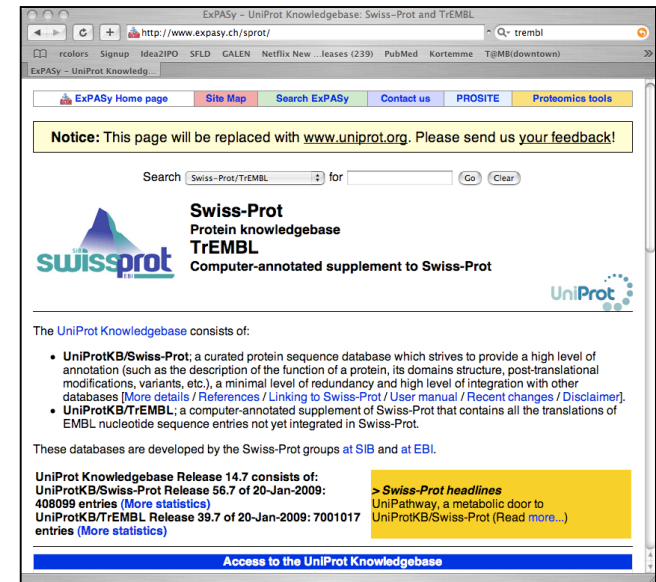 ExPASy - UniProt Knowledgebase: Swiss-Prot and TrEMBL
http://www.expasy.ch/sprot/
trembl
rcolors Signup Idea2IPO SFLD GALEN Netflix New ...leases (239) PubMed Kortemme T@MB(downtown) »
ExPASy - UniProt Knowledg...
ExPASy Home page Site Map Search ExPASy Contact us PROSITE Proteomics tools
Notice: This page will be replaced with www.uniprot.org. Please send us your feedback!
Search Swiss-Prot/TrEMBL for Go Clear
Swiss-Prot
Protein knowledgebase
TrEMBL
Computer-annotated supplement to Swiss-Prot
SIB
swissprot
EBI
UniProt
The UniProt Knowledgebase consists of:
• UniProtKB/Swiss-Prot; a curated protein sequence database which strives to provide a high level of
annotation (such as the description of the function of a protein, its domains structure, post-translational
modifications, variants, etc.), a minimal level of redundancy and high level of integration with other
databases [More details / References / Linking to Swiss-Prot / User manual / Recent changes / Disclaimer].
• UniProtKB/TrEMBL; a computer-annotated supplement of Swiss-Prot that contains all the translations of
EMBL nucleotide sequence entries not yet integrated in Swiss-Prot.
These databases are developed by the Swiss-Prot groups at SIB and at EBI.
UniProt Knowledgebase Release 14.7 consists of:
UniProtKB/Swiss-Prot Release 56.7 of 20-Jan-2009:
408099 entries (More statistics)
UniProtKB/TrEMBL Release 39.7 of 20-Jan-2009: 7001017
entries (More statistics)
> Swiss-Prot headlines
UniPathway, a metabolic door to
UniProtKB/Swiss-Prot (Read more...)
Access to the UniProt Knowledgebase